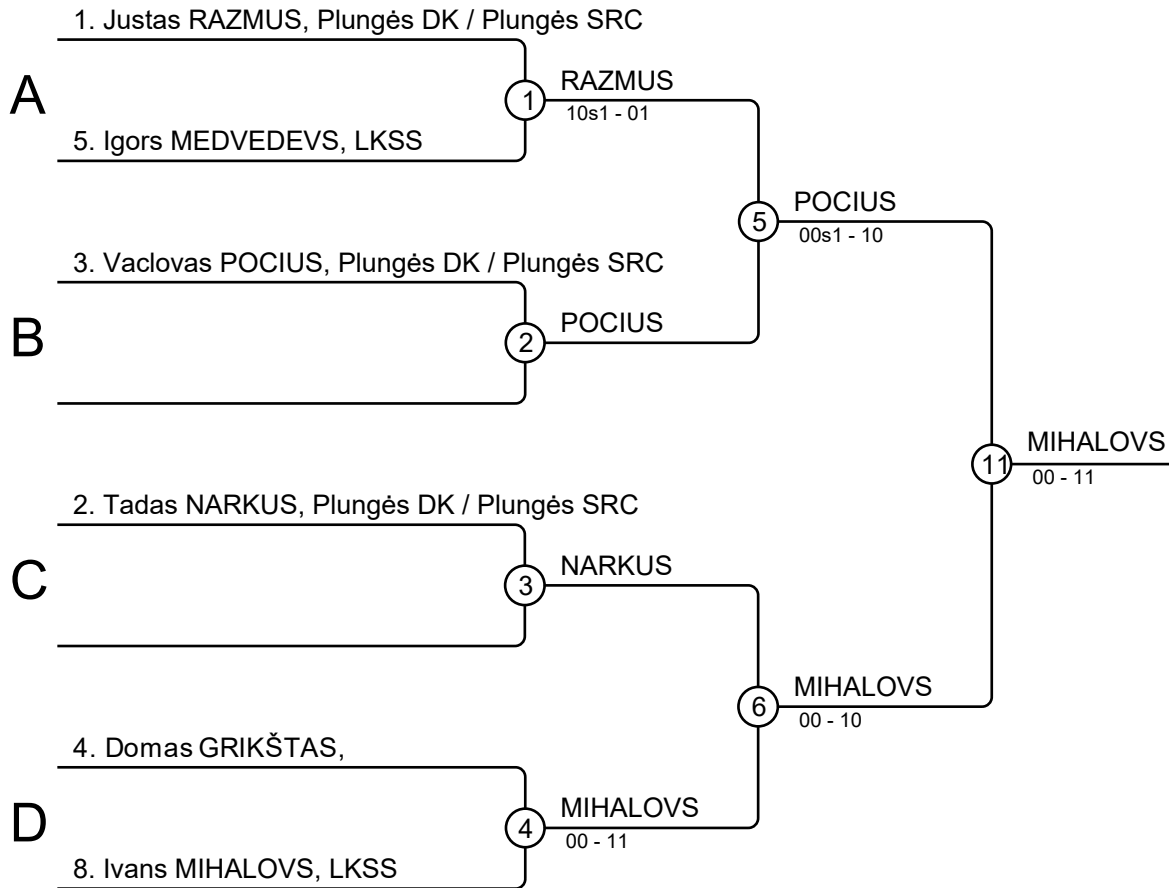 1. Justas RAZMUS, Plungės DK / Plungės SRC
A
1
RAZMUS
10s1 - 01
5. Igors MEDVEDEVS, LKSS
5
POCIUS
00s1 - 10
3. Vaclovas POCIUS, Plungės DK / Plungės SRC
B
2
POCIUS
11
MIHALOVS
00 - 11
2. Tadas NARKUS, Plungės DK / Plungės SRC
C
3
NARKUS
6
MIHALOVS
00 - 10
4. Domas GRIKŠTAS,
D
4
MIHALOVS
00 - 11
8. Ivans MIHALOVS, LKSS